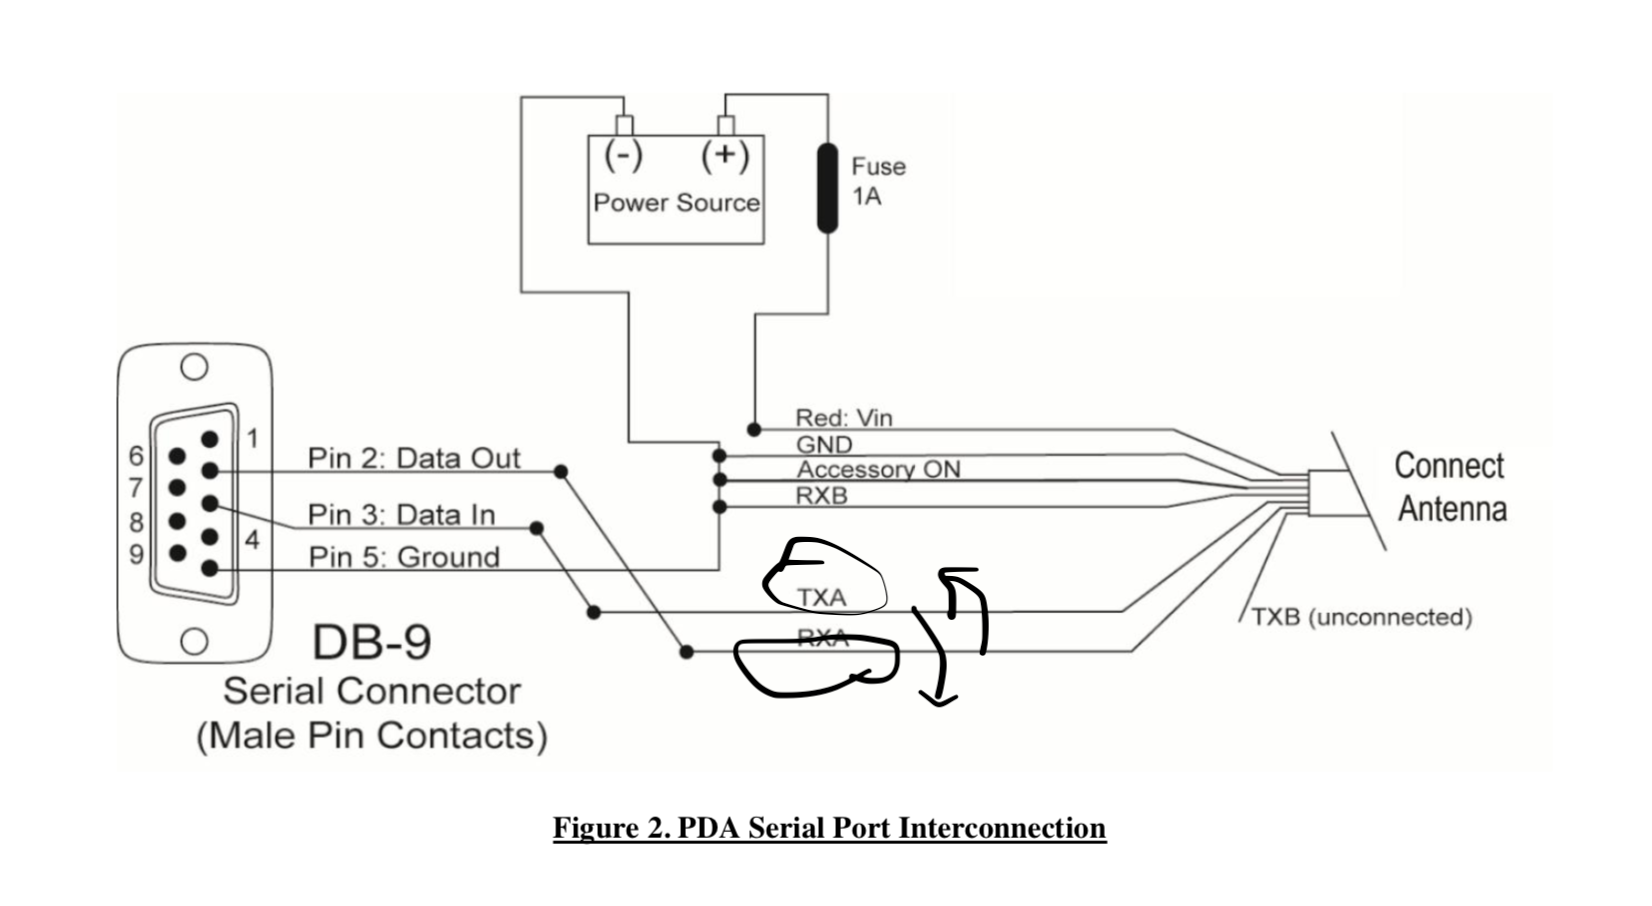 (-) (+)
Power Source
Fuse
1A
Red: Vin
GND
Accessory ON
RXB
Connect
Antenna
1
6
7
8
9
4
Pin 2: Data Out
Pin 3: Data In
Pin 5: Ground
TXA
RXA
TXB (unconnected)
DB-9
Serial Connector
(Male Pin Contacts)
Figure 2. PDA Serial Port Interconnection